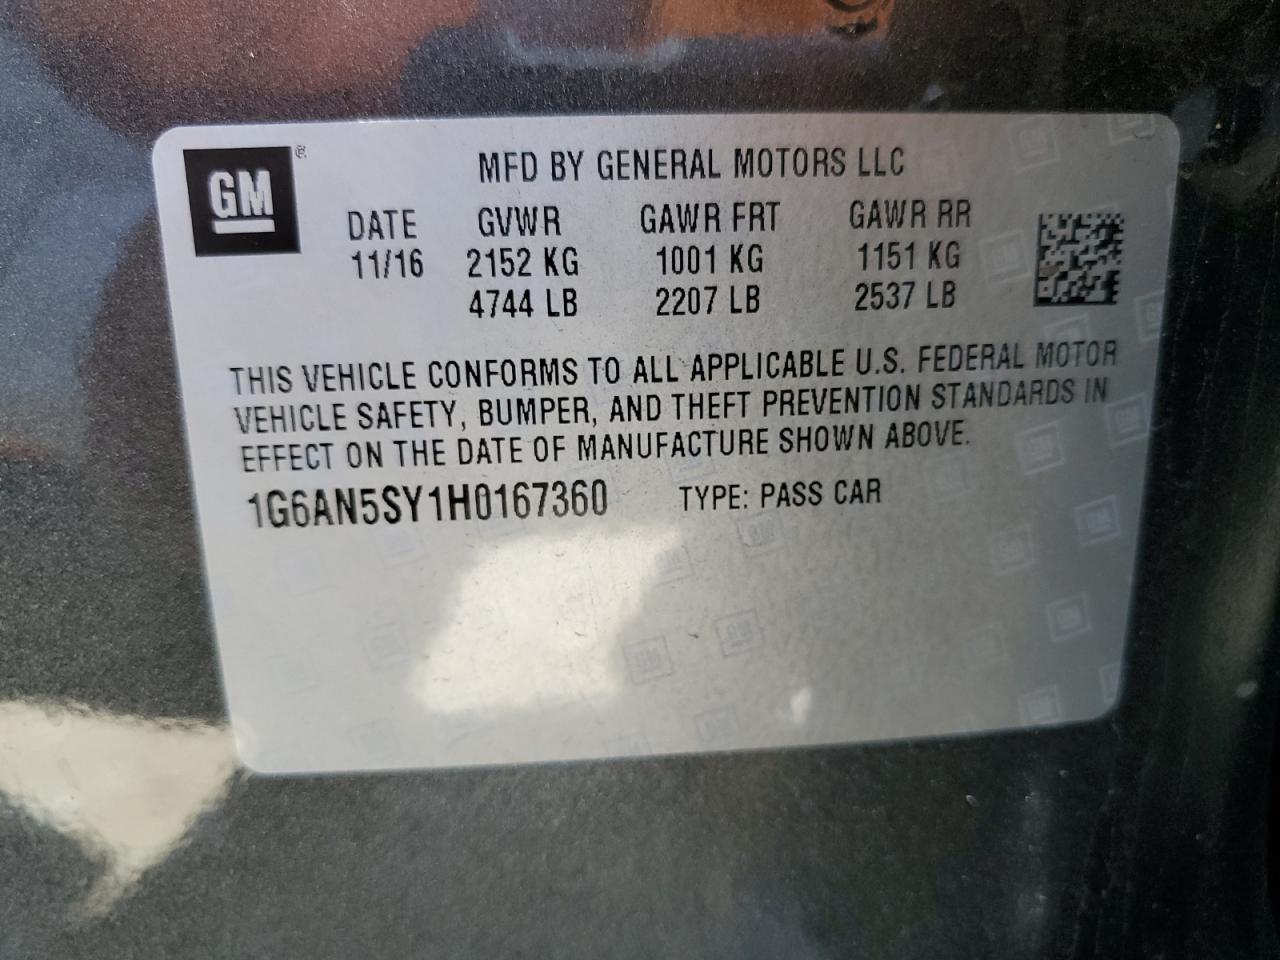 GM ®
MFD BY GENERAL MOTORS LLC
DATE GVWR GAWR FRT GAWR RR
11/16 2152 KG 1001 KG 1151 KG
4744 LB 2207 LB 2537 LB
THIS VEHICLE CONFORMS TO ALL APPLICABLE U.S. FEDERAL MOTOR
VEHICLE SAFETY, BUMPER, AND THEFT PREVENTION STANDARDS IN
EFFECT ON THE DATE OF MANUFACTURE SHOWN ABOVE.
1G6AN5SY1H0167360 TYPE: PASS CAR